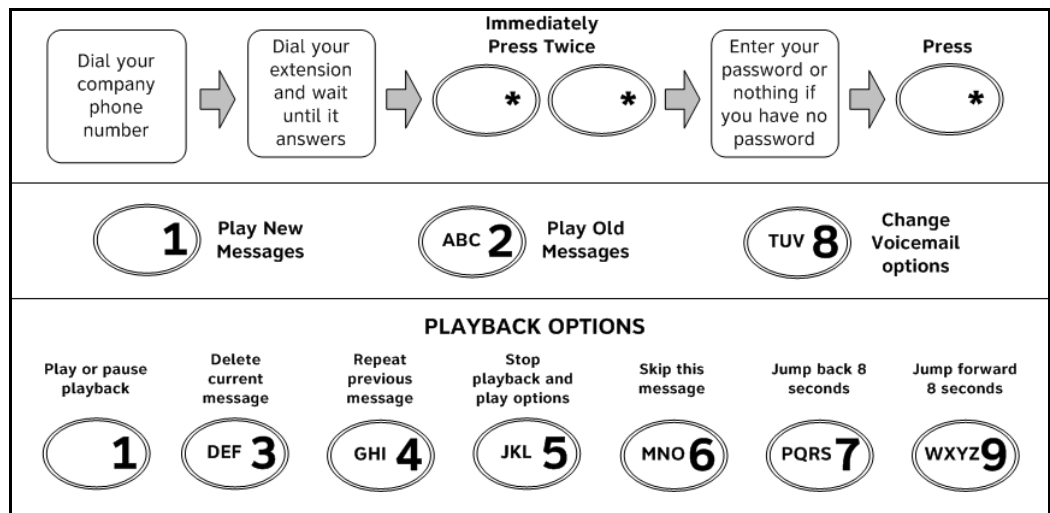 Dial your
company
phone
number
Dial your
extension
and wait
until it
answers
Immediately
Press Twice
*
*
Enter your
password or
nothing if
you have no
password
Press
*
1
Play New
Messages
ABC 2
Play Old
Messages
TUV 8
Change
Voicemail
options
PLAYBACK OPTIONS
Play or pause
playback
1
Delete
current
message
DEF 3
Repeat
previous
message
GHI 4
Stop
playback and
play options
JKL 5
Skip this
message
MNO 6
Jump back 8
seconds
PQRS 7
Jump forward
8 seconds
WXYZ 9